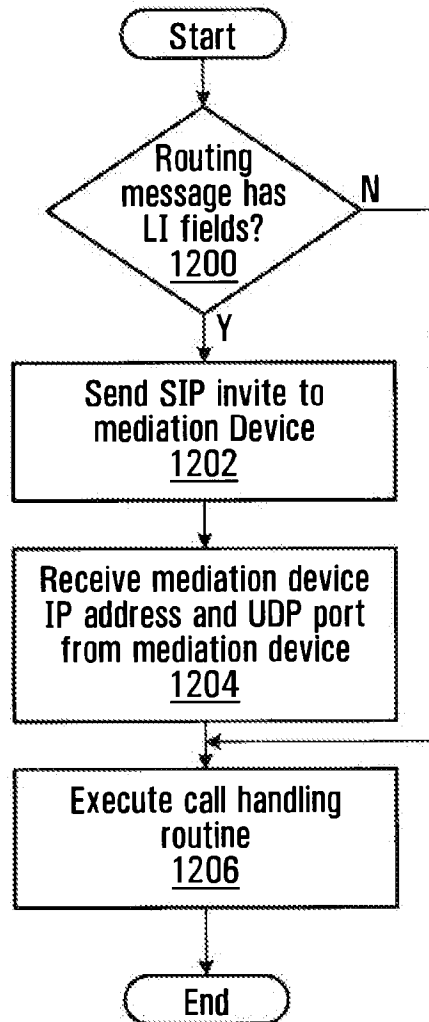 Start
Routing
message has
LI fields?
1200
N
Y
Send SIP invite to
mediation Device
1202
Receive mediation device
IP address and UDP port
from mediation device
1204
Execute call handling
routine
1206
End